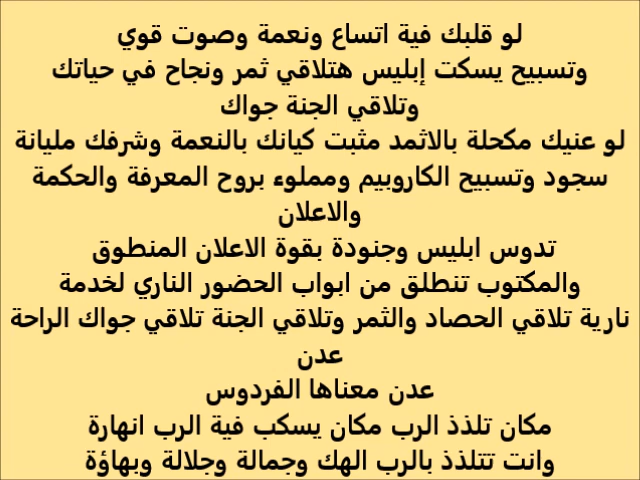 لو قلبك فية اتساع ونعمة وصوت قوي
وتسبيح يسكت إبليس هتلاقي ثمر ونجاح في حياتك
وتلاقي الجنة جواك
لو عنيك مكحلة بالاثمد مثبت كيانك بالنعمة وشرفك مليانة
سجود وتسبيح الكاروبيم ومملوء بروح المعرفة والحكمة
والاعلان
تدوس ابليس وجنودة بقوة الاعلان المنطوق
والمكتوب تنطلق من ابواب الحضور الناري لخدمة
نارية تلاقي الحصاد والثمر وتلاقي الجنة تلاقي جواك الراحة
عدن
عدن معناها الفردوس
مكان تلذذ الرب مكان يسكب فية الرب انهارة
وانت تتلذذ بالرب الهك وجمالة وجلالة وبهاؤة